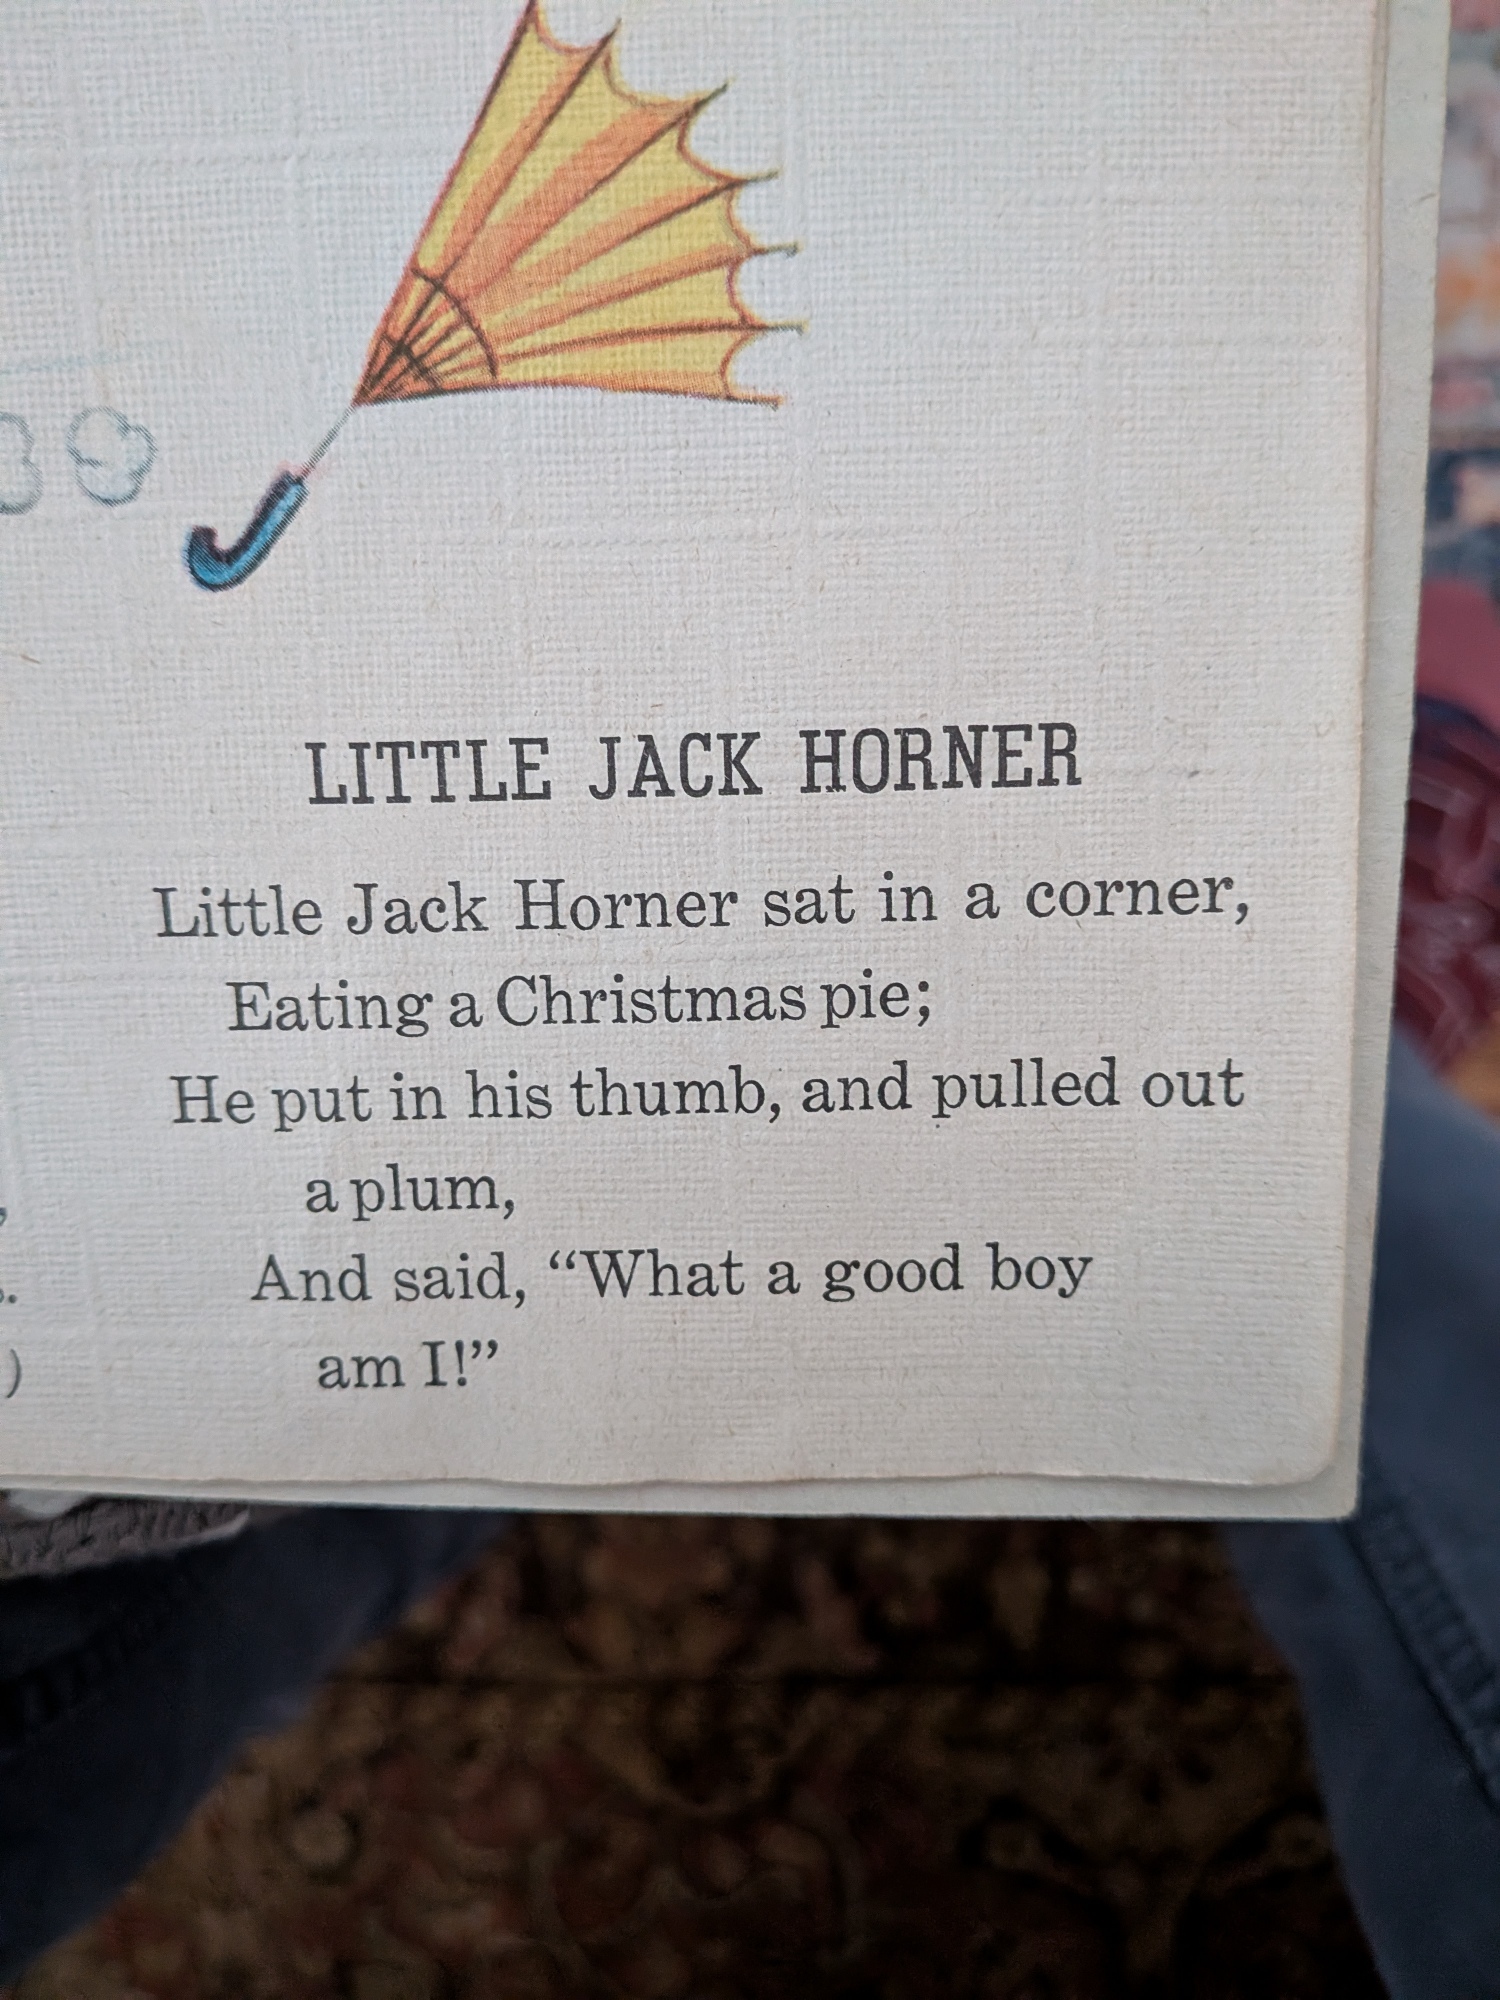 LITTLE JACK HORNER
Little Jack Horner sat in a corner,
Eating a Christmas pie;
He put in his thumb, and pulled out
a plum,
And said, “What a good boy
am I!”
,
.
)